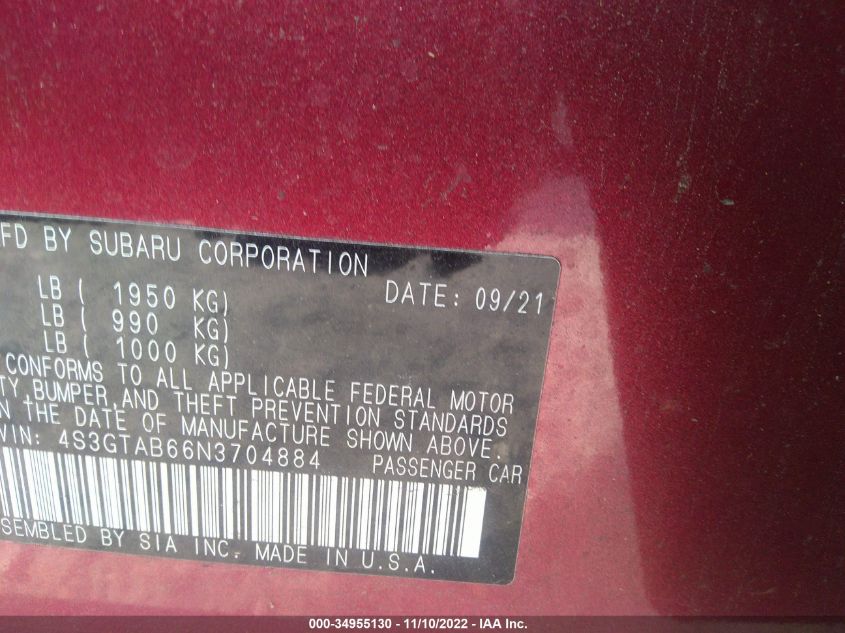 FD BY SUBARU CORPORATION
LB ( 1950 KG) DATE: 09/21
LB ( 990 KG)
LB ( 1000 KG)
CONFORMS TO ALL APPLICABLE FEDERAL MOTOR
TY, BUMPER, AND THEFT PREVENTION STANDARDS
N THE DATE OF MANUFACTURE SHOWN ABOVE.
VIN: 4S3GTAB66N3704884 PASSENGER CAR
SEMBLED BY SIA INC. MADE IN U.S.A.
000-34955130 - 11/10/2022 - IAA Inc.